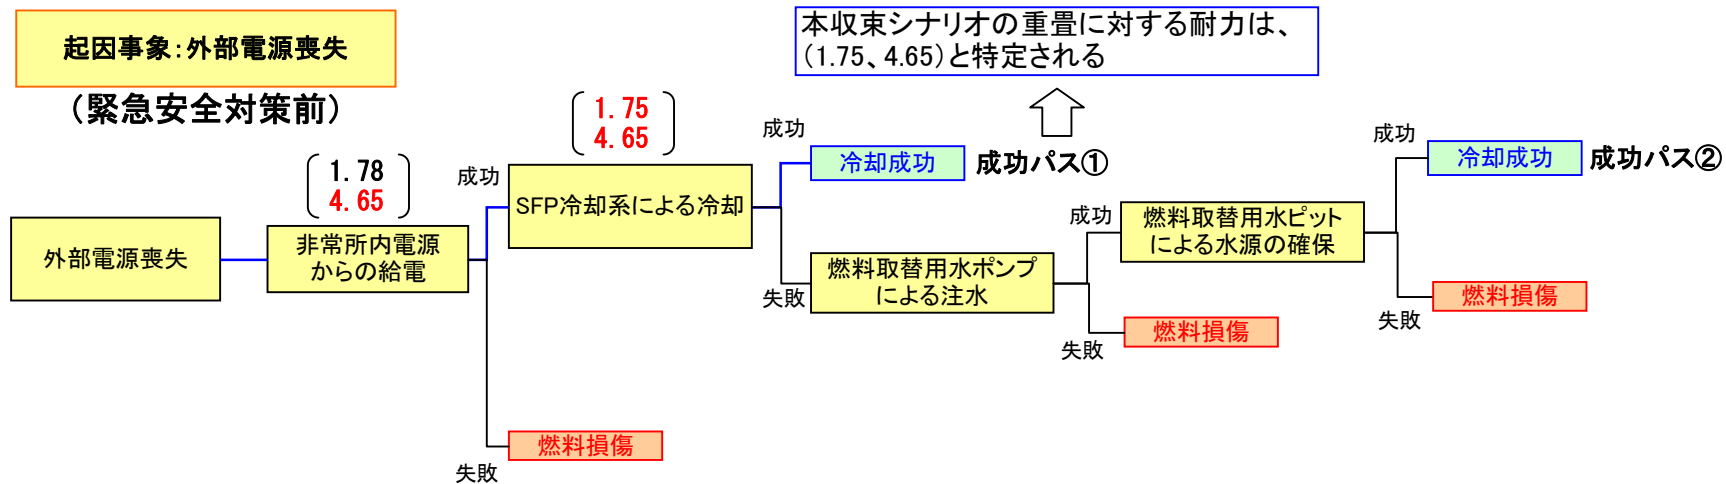 起因事象：外部電源喪失
（緊急安全対策前）
本収束シナリオの重畳に対する耐力は、
（1.75、4.65）と特定される
1.78
4.65
1.75
4.65
外部電源喪失
非常所内電源
からの給電
成功
失敗
SFP冷却系による冷却
燃料損傷
成功
失敗
冷却成功
成功パス①
燃料取替用水ポンプ
による注水
成功
失敗
燃料取替用水ピット
による水源の確保
燃料損傷
成功
失敗
冷却成功
成功パス②
燃料損傷